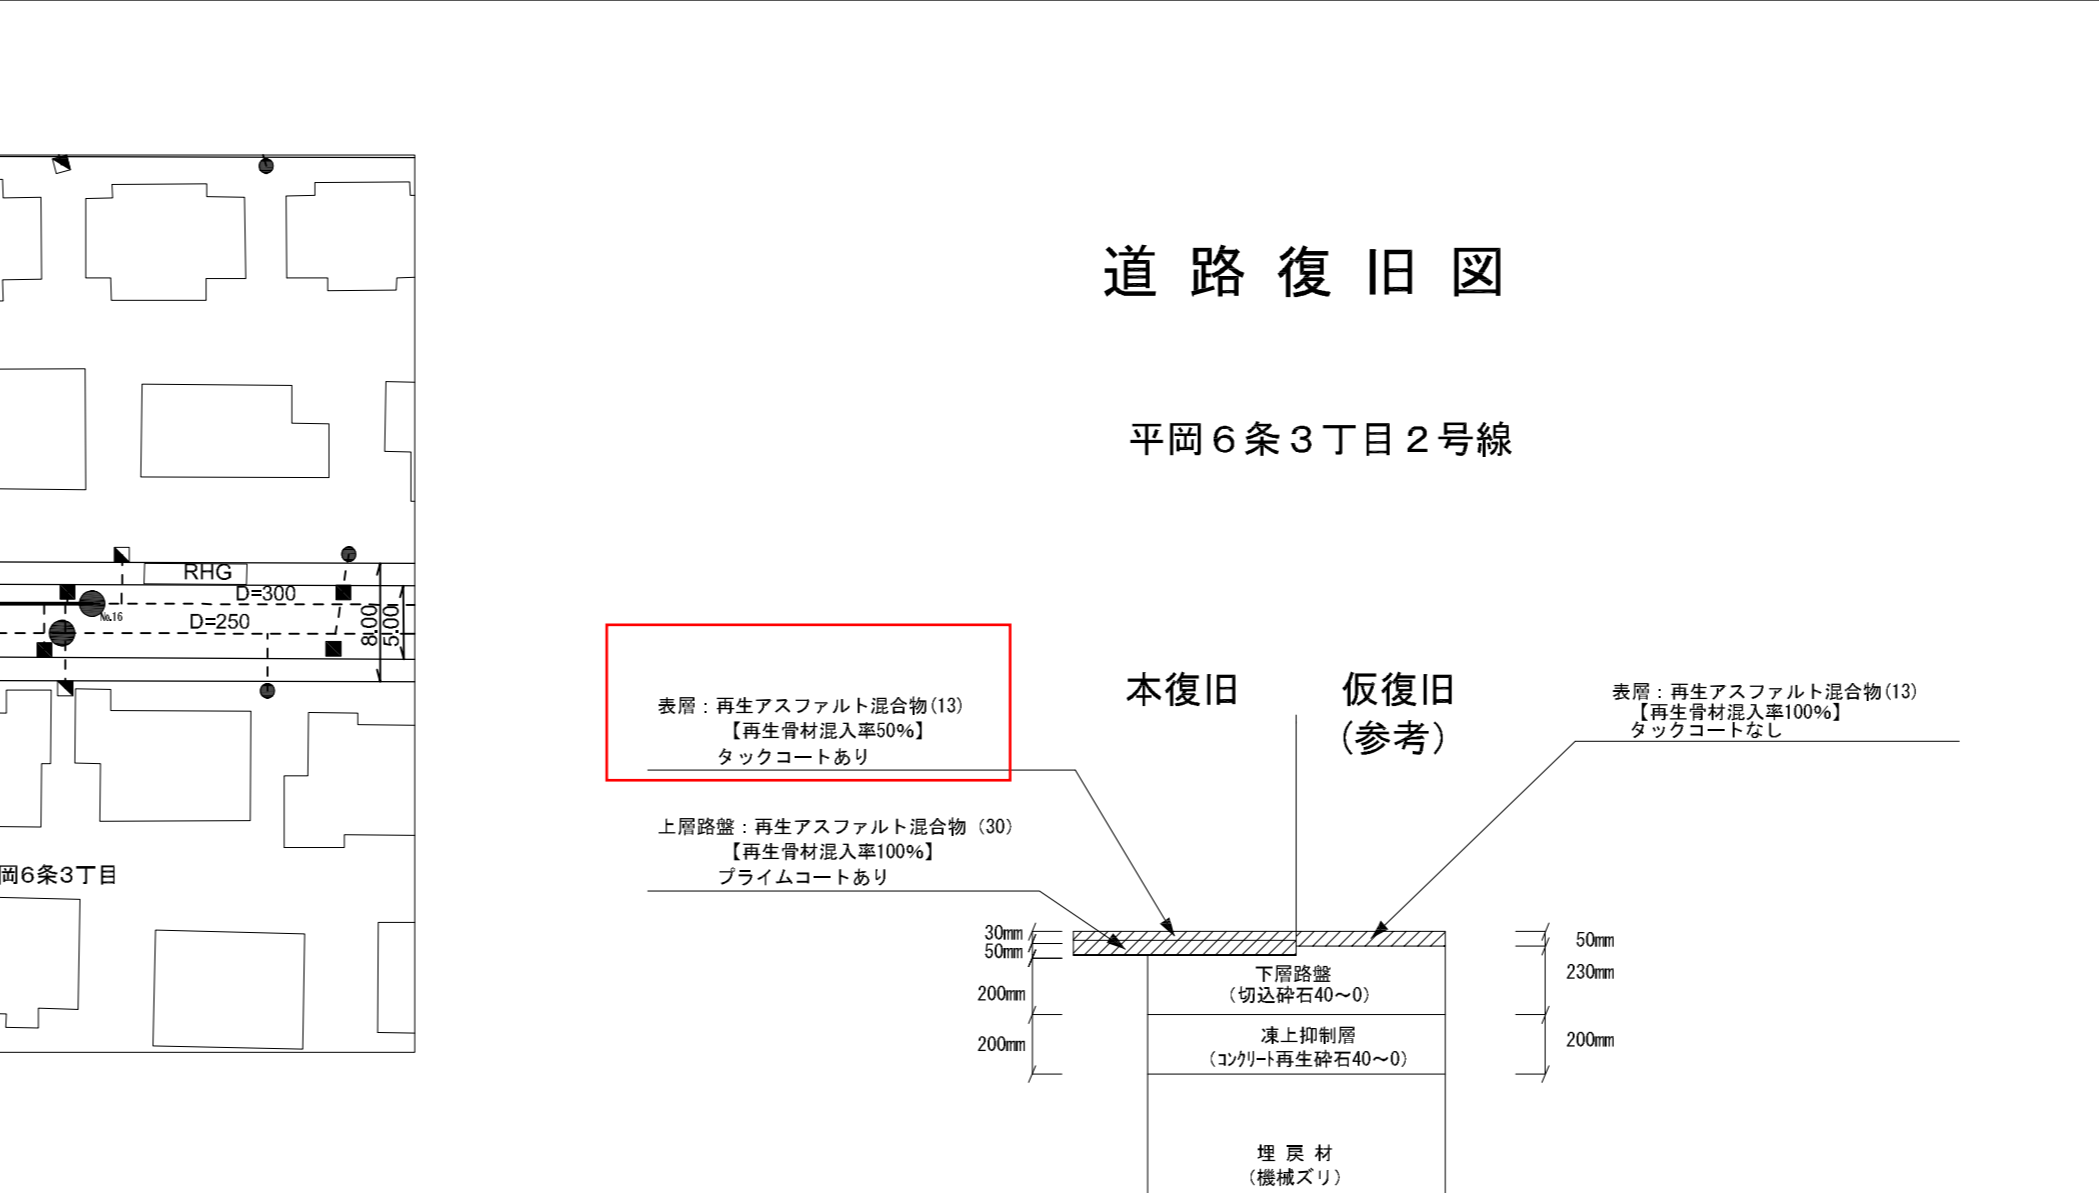 道路復旧図
平岡６条３丁目２号線
RHG
D=300
№16
D=250
8.00
5.00
岡6条3丁目
本復旧
仮復旧
(参考)
表層：再生アスファルト混合物(13)
【再生骨材混入率50%】
タックコートあり
上層路盤：再生アスファルト混合物（30）
【再生骨材混入率100%】
プライムコートあり
表層：再生アスファルト混合物(13)
【再生骨材混入率100%】
タックコートなし
30mm
50mm
200mm
200mm
下層路盤
（切込砕石40～0）
凍上抑制層
（ｺﾝｸﾘｰﾄ再生砕石40～0）
埋戻材
（機械ズリ）
50mm
230mm
200mm